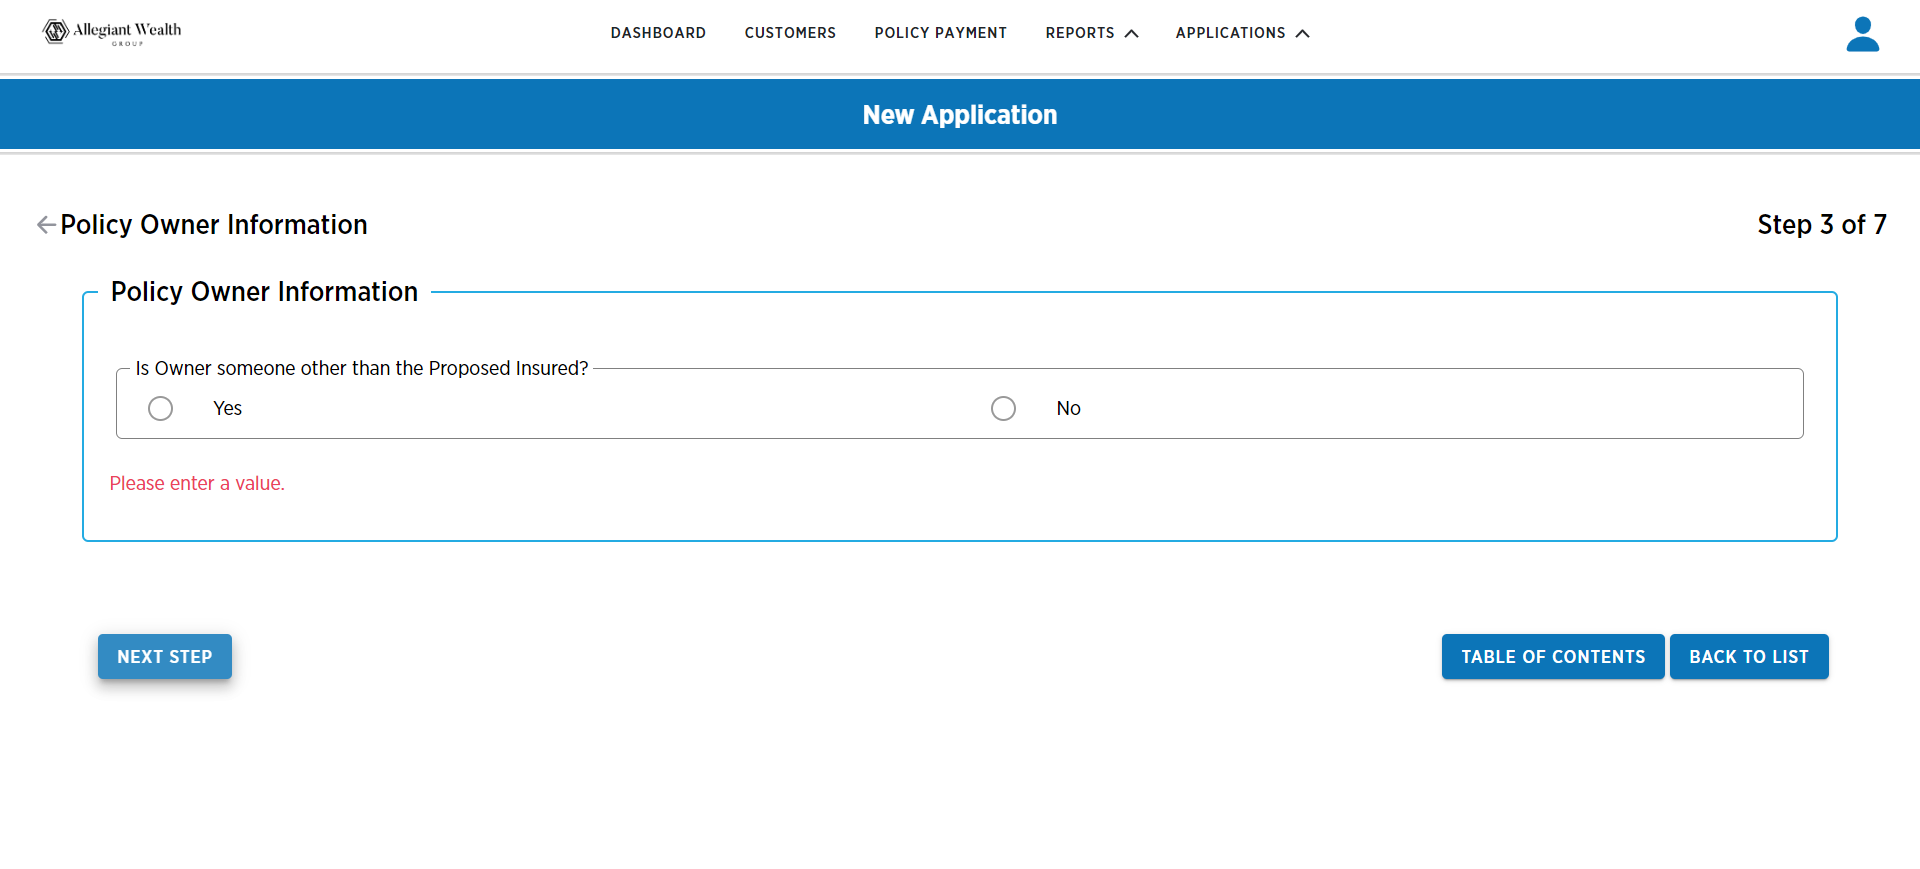 Allegiant Wealth
GROUP
DASHBOARD
CUSTOMERS
POLICY PAYMENT
REPORTS
APPLICATIONS
New Application
Policy Owner Information
Step 3 of 7
Policy Owner Information
Is Owner someone other than the Proposed Insured?
Yes
No
Please enter a value.
NEXT STEP
TABLE OF CONTENTS
BACK TO LIST